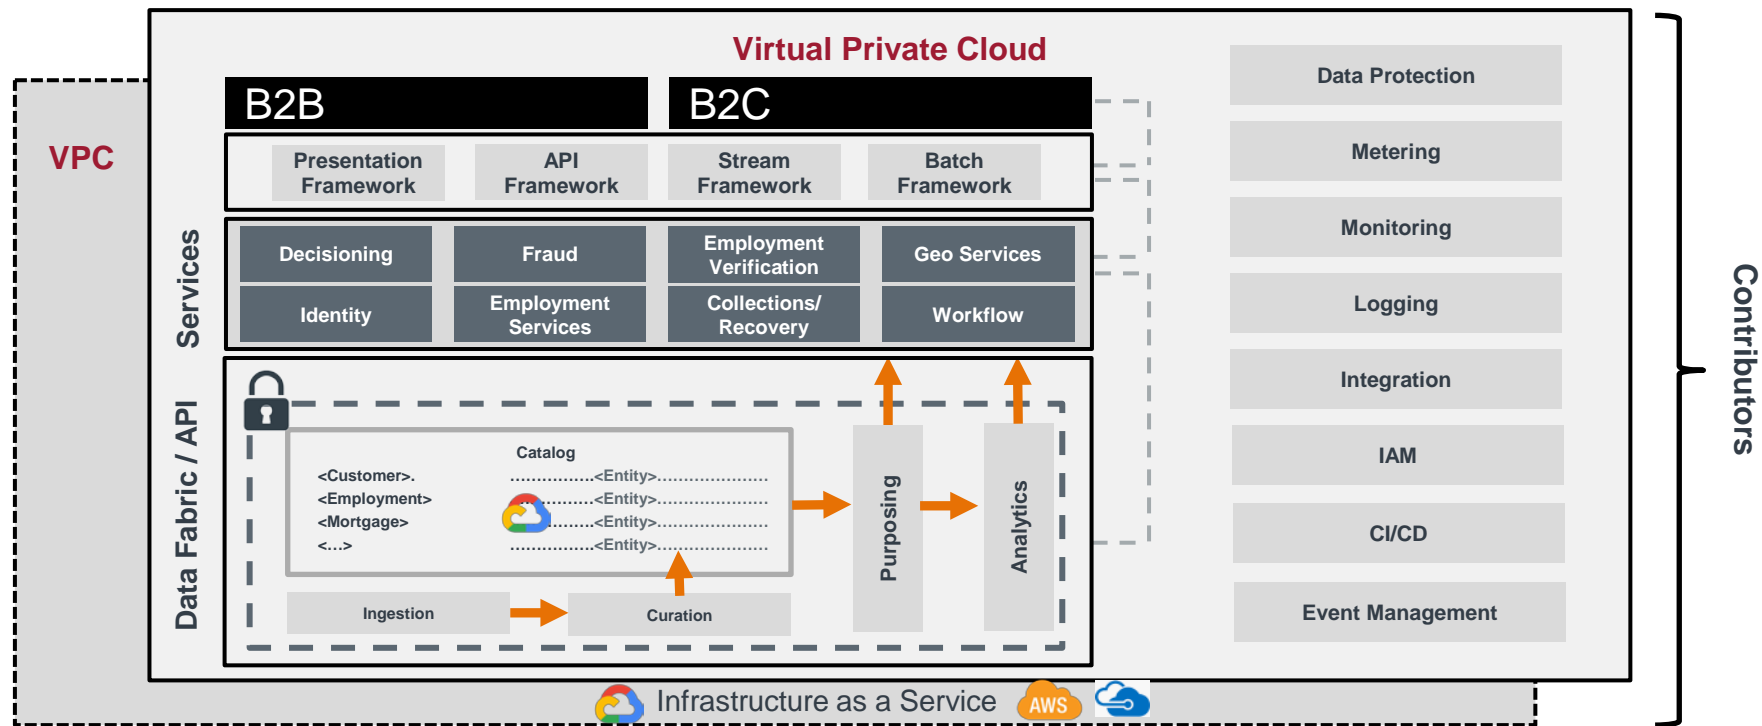 Virtual Private Cloud
VPC
B2B
B2C
Presentation
Framework
API
Framework
Stream
Framework
Batch
Framework
Services
Decisioning
Fraud
Employment
Verification
Geo Services
Identity
Employment
Services
Collections/
Recovery
Workflow
Data Fabric / API
Catalog
<Customer>. ................<Entity>.....................
<Employment> ................<Entity>.....................
<Mortgage> ................<Entity>.....................
<...> ................<Entity>.....................
Ingestion
Curation
Purposing
Analytics
Data Protection
Metering
Monitoring
Logging
Integration
IAM
CI/CD
Event Management
Contributors
Infrastructure as a Service
AWS